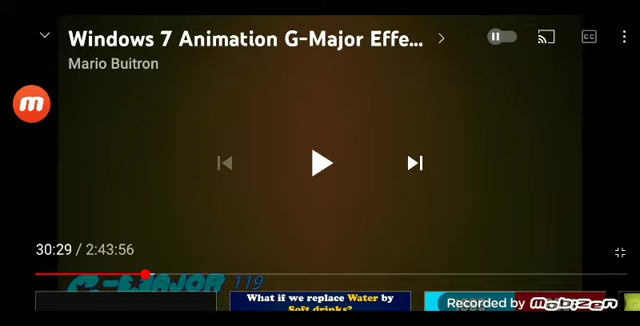 Windows 7 Animation G-Major Effe...
Mario Buitron
CC
m
30:29 / 2:43:56
G-MAJOR 119
What if we replace Water by
Soft drinks?
Recorded by MOBIZEN